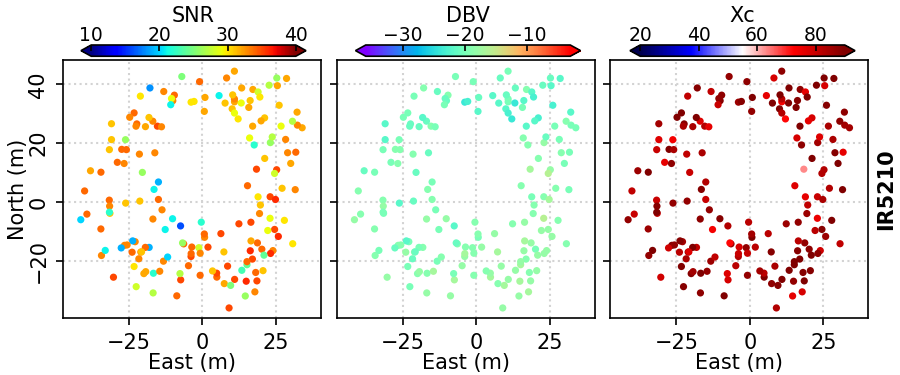 SNR DBV Xc
10 20 30 40 −30 −20 −10 20 40 60 80
40
20
0
−20
North (m)
−25 0 25 −25 0 25 −25 0 25
East (m) East (m) East (m)
IR5210